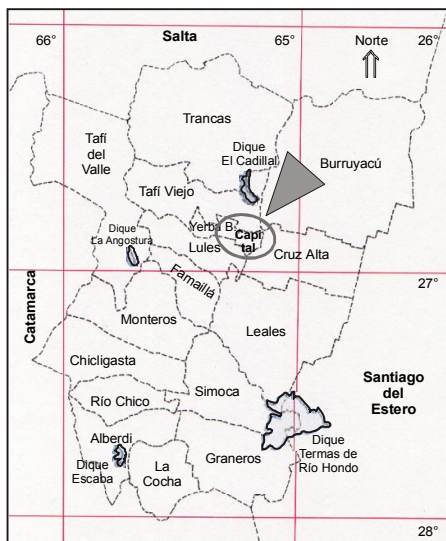 66°
Salta
65°
26°
Norte
Trancas
Tafí
del
Valle
Dique
El Cadillal
Burruyacú
Tafí Viejo
Yerba B.
Capi
tal
Dique
La Angostura
Lules
Cruz Alta
Famaillá
27°
Catamarca
Monteros
Leales
Chicligasta
Simoca
Santiago
del
Estero
Río Chico
Alberdi
Dique
Escaba
La
Cocha
Graneros
Dique
Termas de
Río Hondo
28°